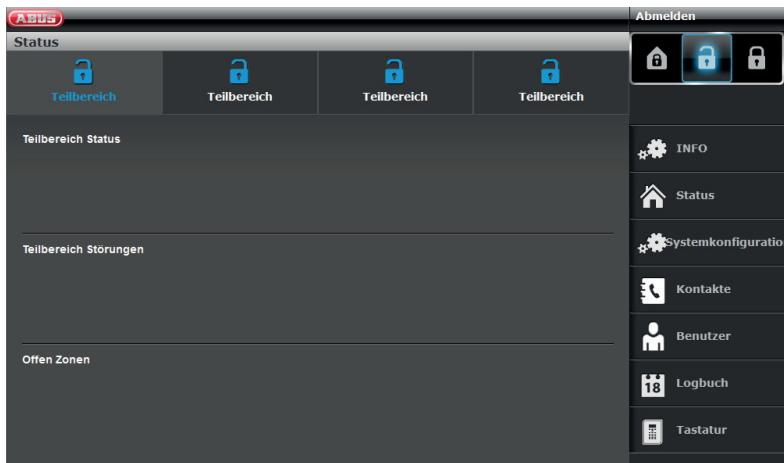 ABUS
Abmelden
Status
Teilbereich
Teilbereich
Teilbereich
Teilbereich
Teilbereich Status
Teilbereich Störungen
Offen Zonen
INFO
Status
Systemkonfiguratio
Kontakte
Benutzer
18
Logbuch
Tastatur